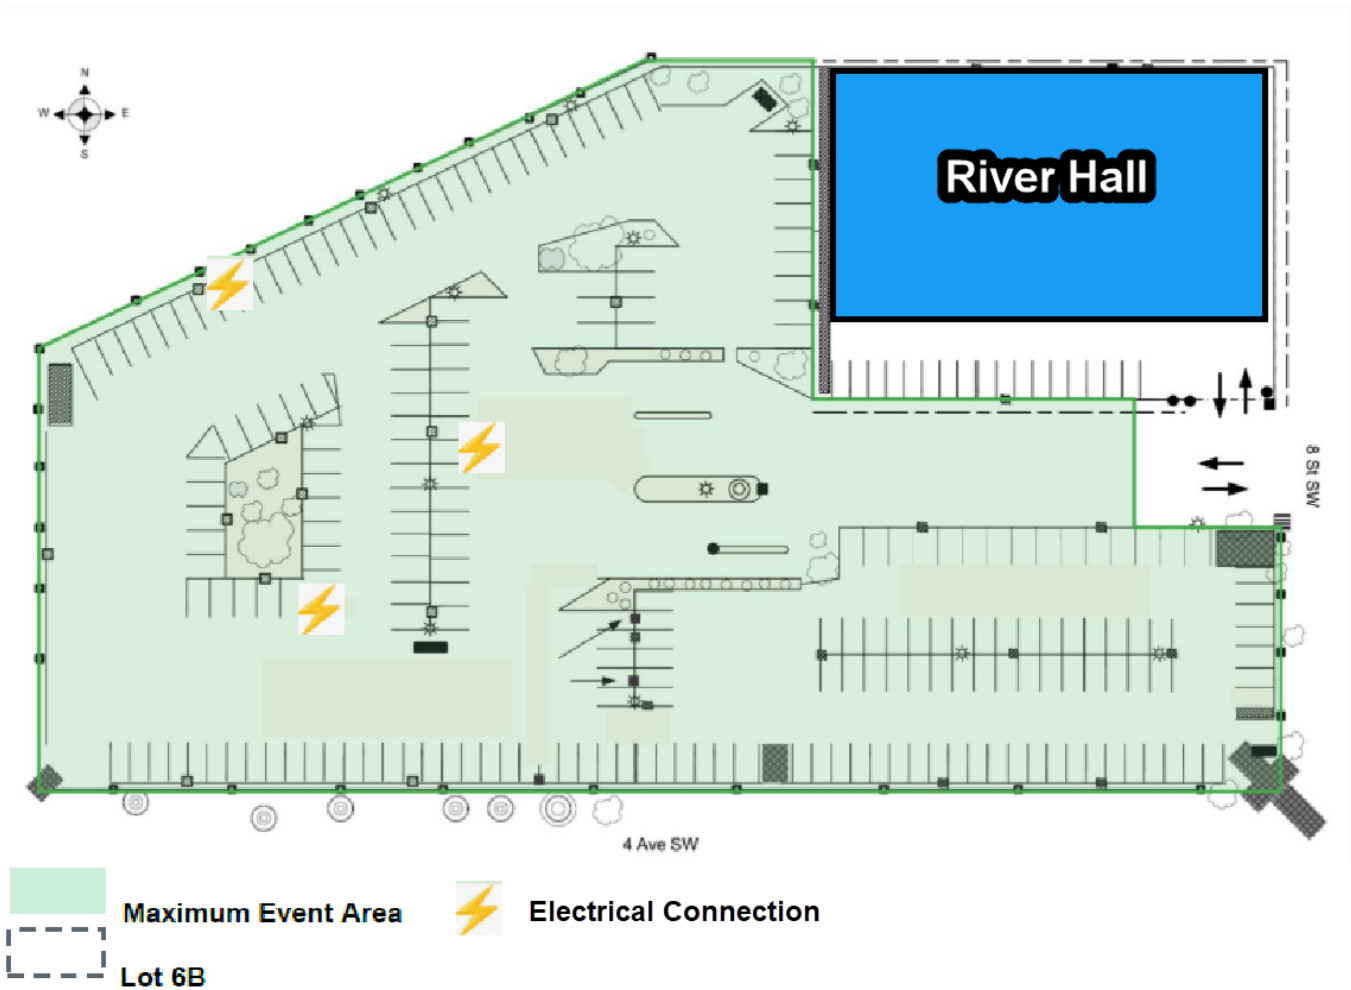 N
W E
S
River Hall
8 St SW
4 Ave SW
Maximum Event Area
Electrical Connection
Lot 6B